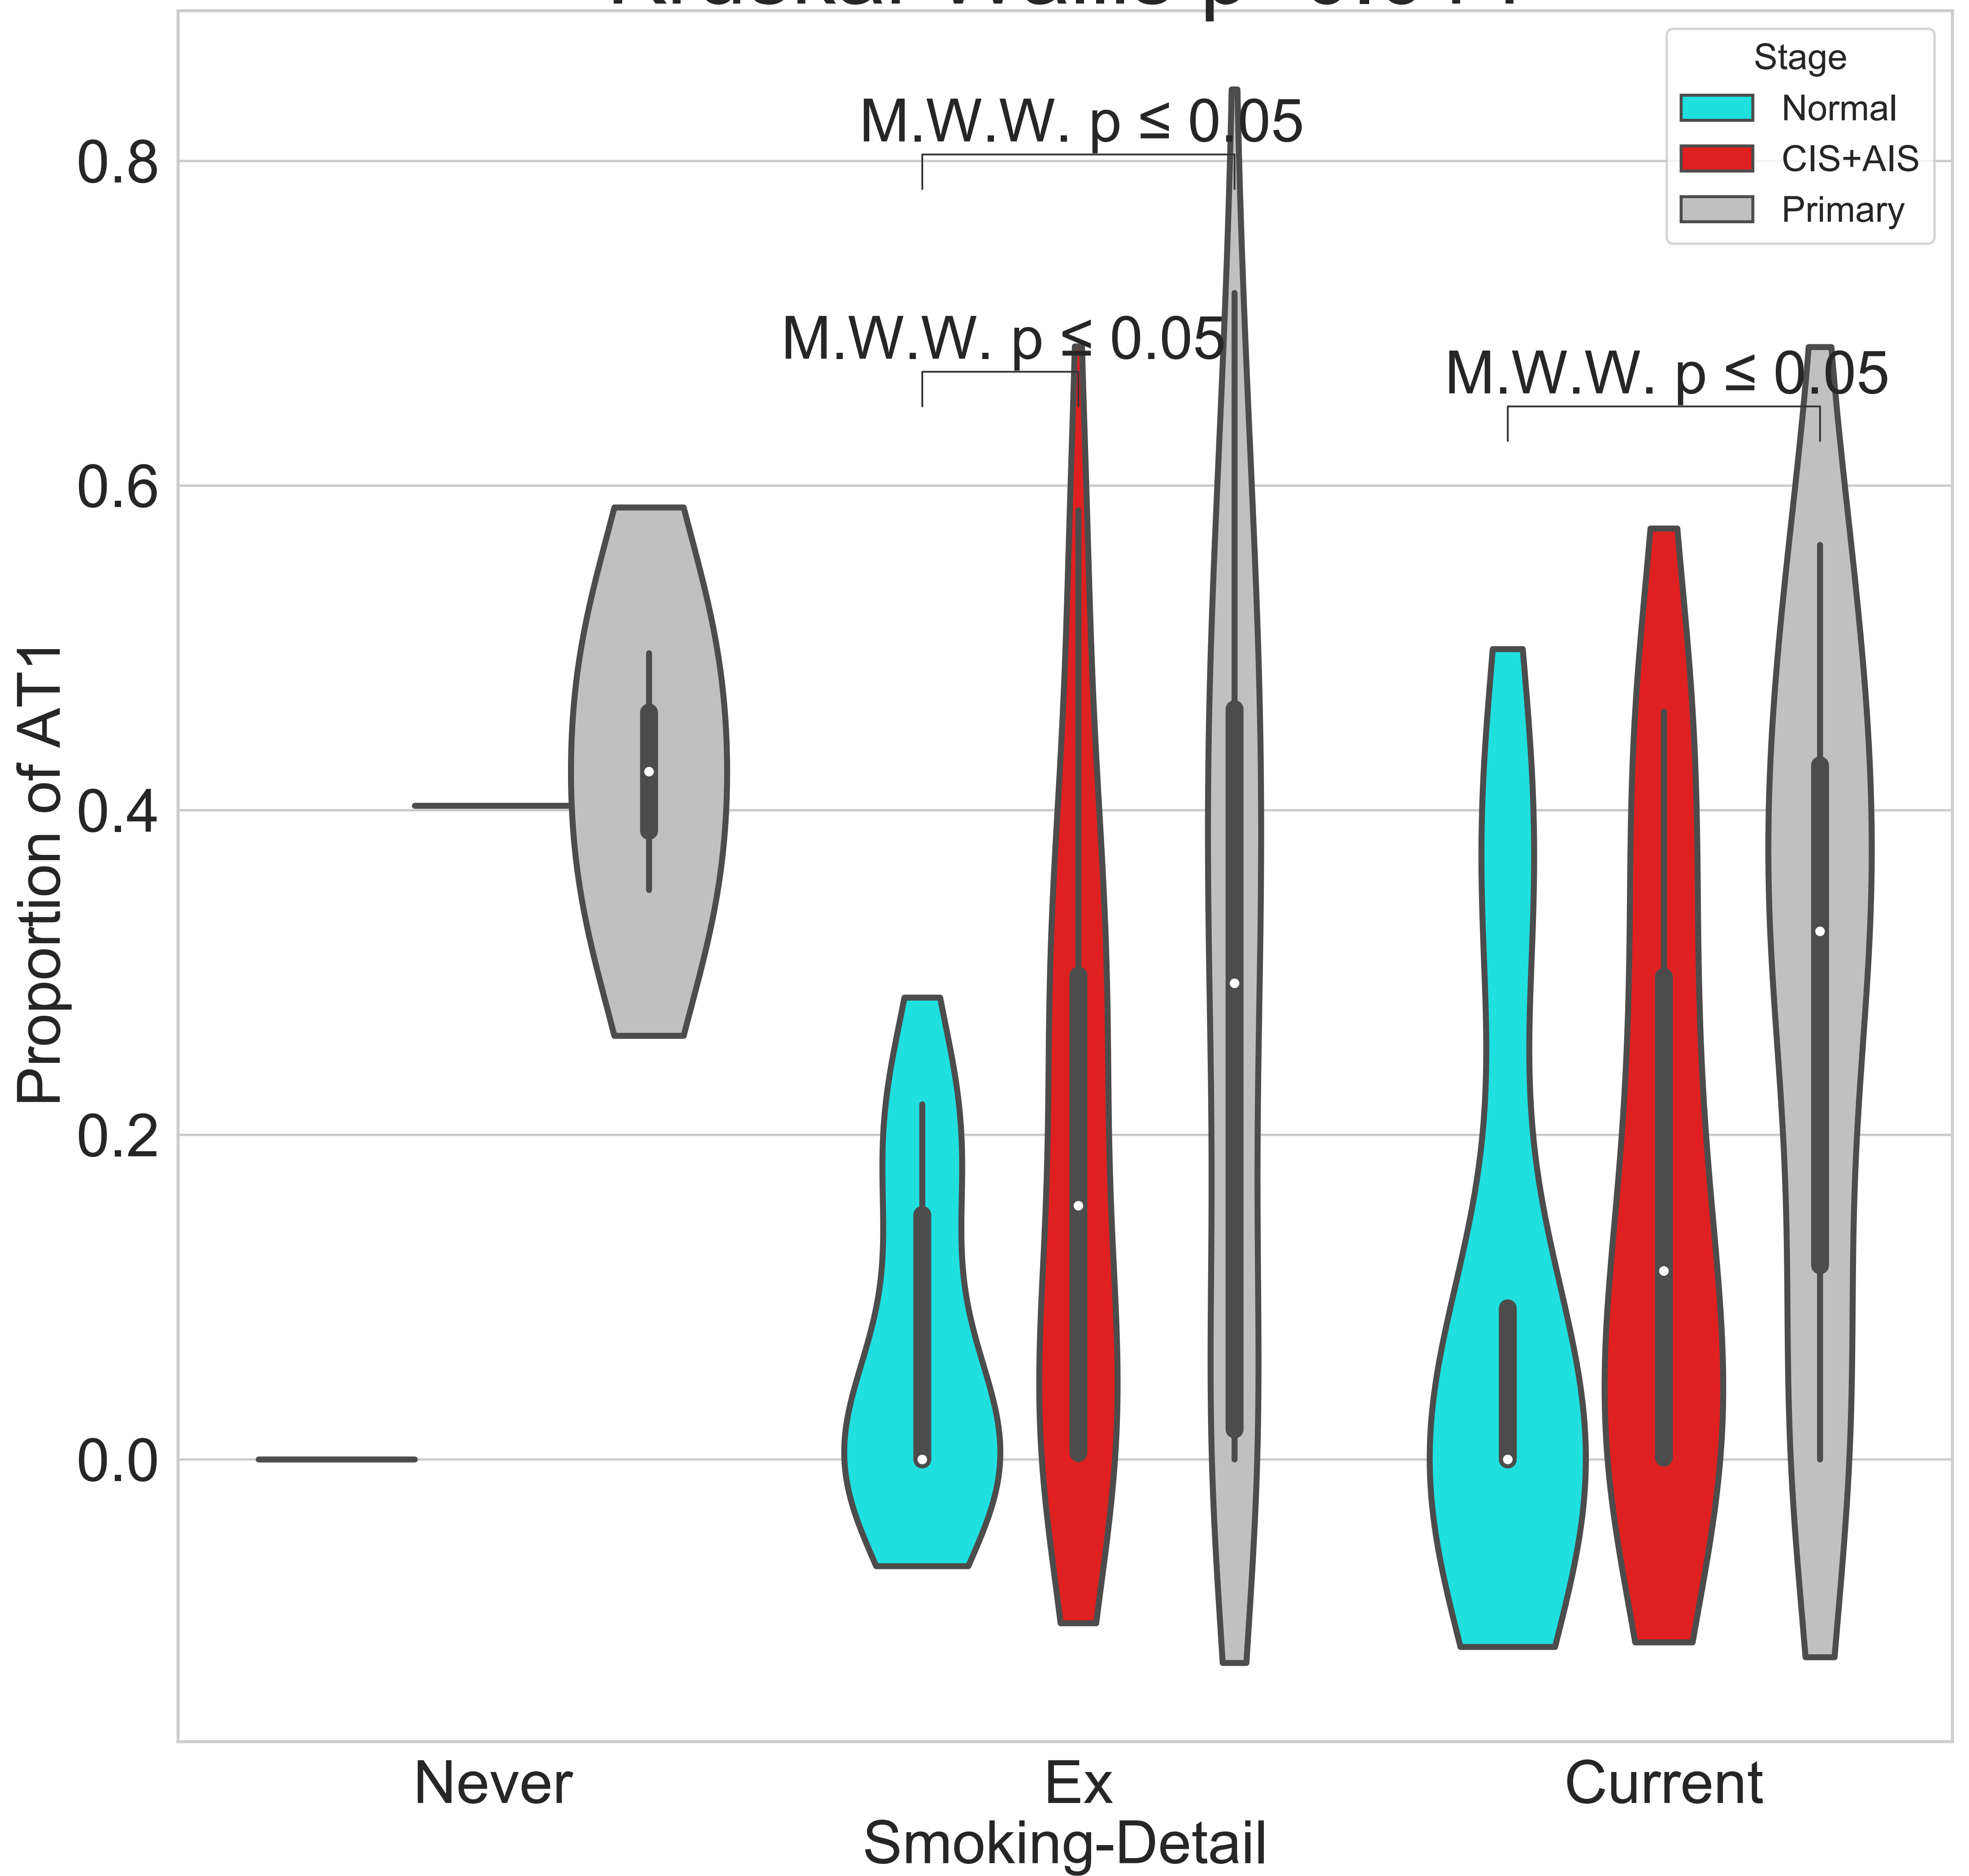 Stage
Normal
CIS+AIS
Primary
M.W.W. p ≤ 0.05
M.W.W. p ≤ 0.05
M.W.W. p ≤ 0.05
0.8
0.6
0.4
0.2
0.0
Proportion of AT1
Never
Ex
Current
Smoking-Detail